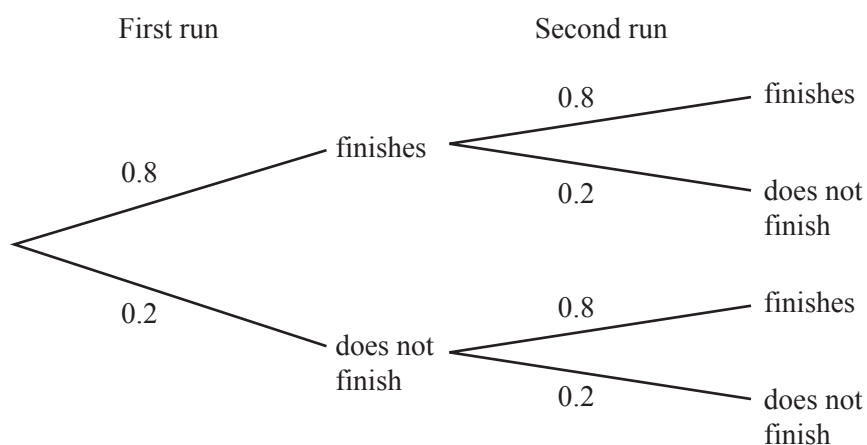 First run
Second run
0.8
finishes
0.2
does not
finish
0.8
finishes
0.2
does not
finish
0.8
finishes
0.2
does not
finish